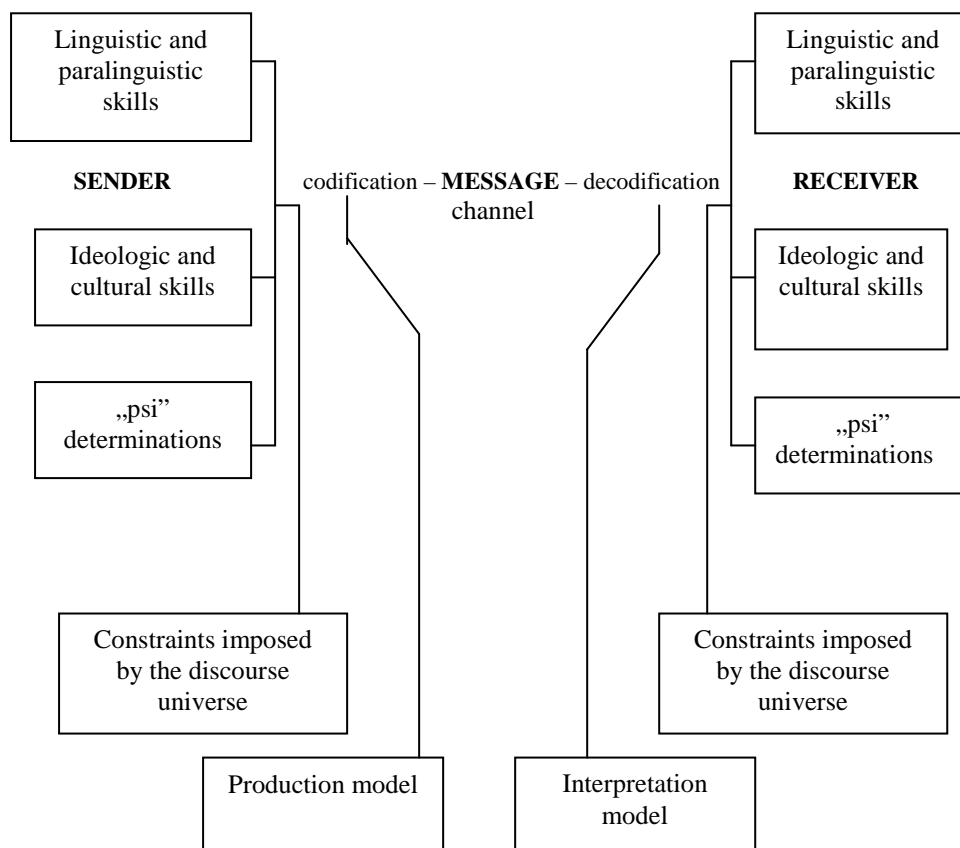 Linguistic and
paralinguistic
skills
Linguistic and
paralinguistic
skills
SENDER
codification – MESSAGE – decodification
channel
RECEIVER
Ideologic and
cultural skills
Ideologic and
cultural skills
„psi”
determinations
„psi”
determinations
Constraints imposed
by the discourse
universe
Constraints imposed
by the discourse
universe
Production model
Interpretation
model